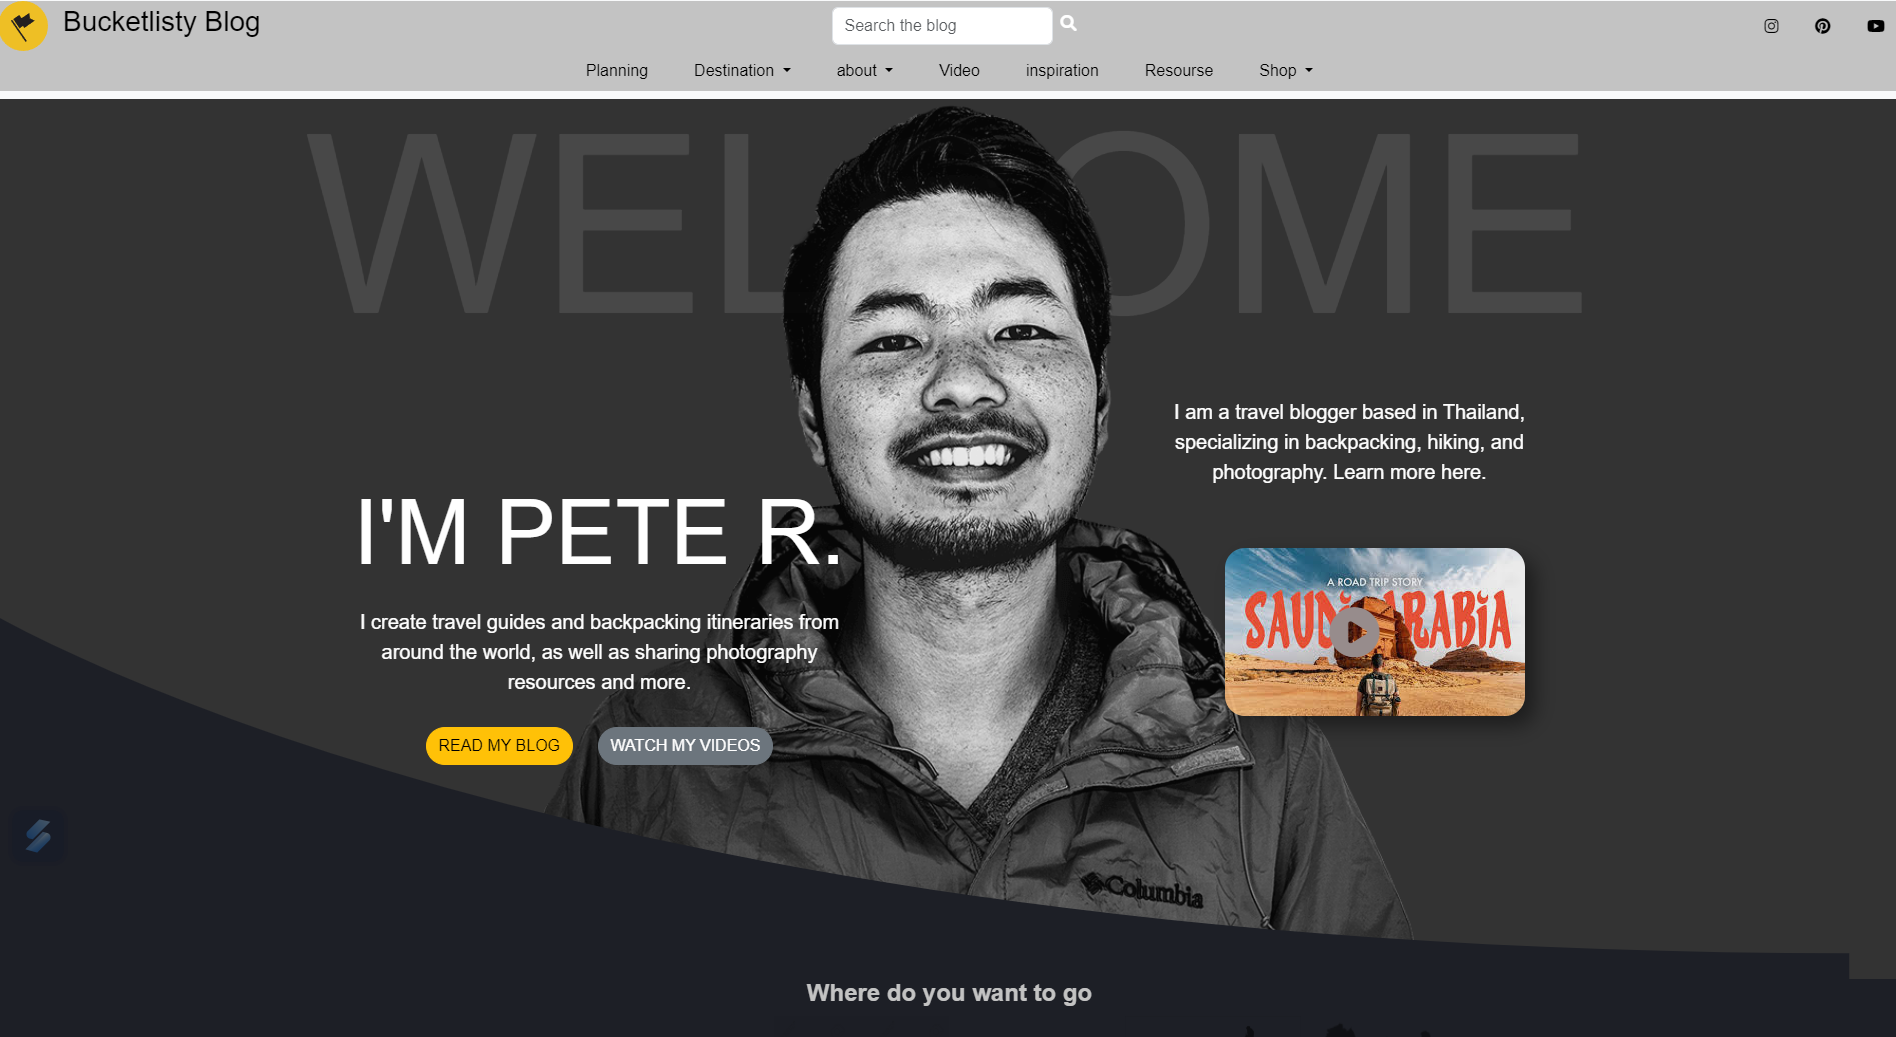 Bucketlisty Blog
Search the blog
Planning
Destination
about
Video
inspiration
Resourse
Shop
WEL OME
I am a travel blogger based in Thailand,
specializing in backpacking, hiking, and
photography. Learn more here.
I'M PETE R.
I create travel guides and backpacking itineraries from
around the world, as well as sharing photography
resources and more.
READ MY BLOG
WATCH MY VIDEOS
A ROAD TRIP STORY
SAUDI ARABIA
Columbia
Where do you want to go